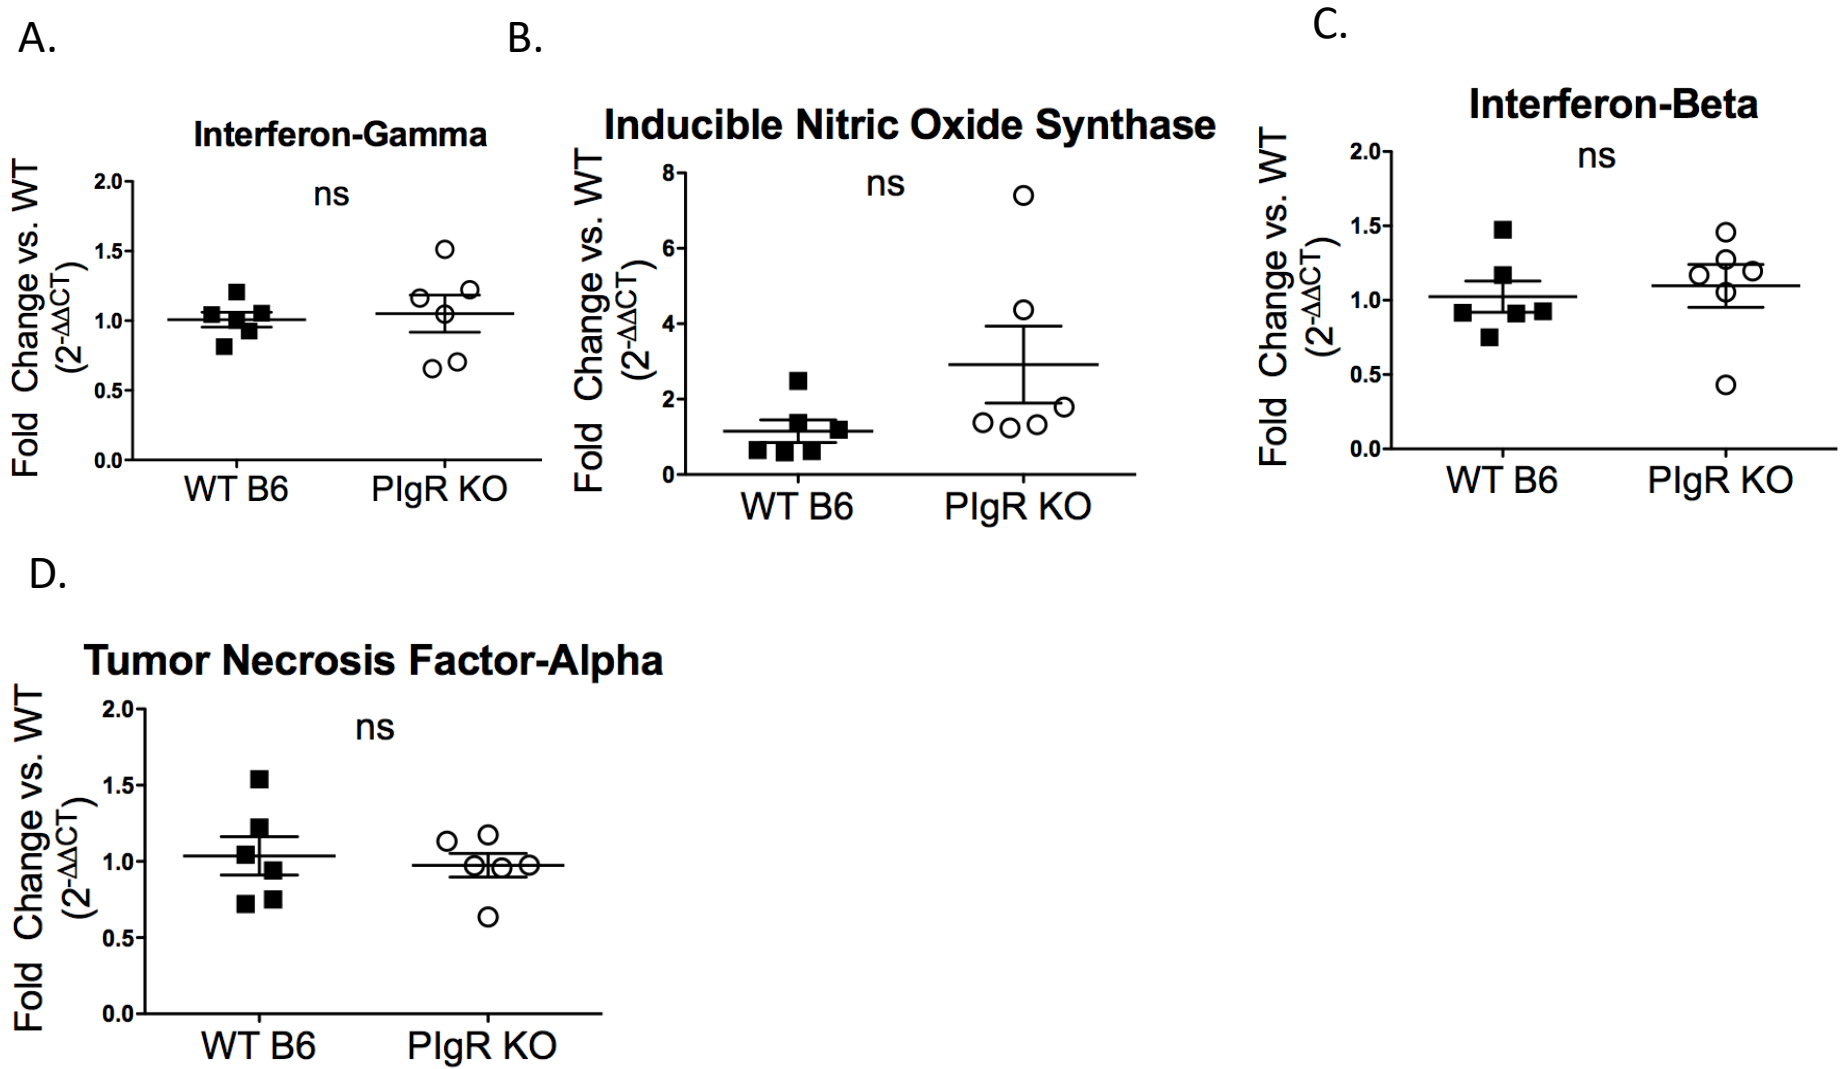 A.
B.
C.
Interferon-Gamma
ns
Fold Change vs. WT
(2-ΔΔCT)
2.0
1.5
1.0
0.5
0.0
WT B6
PIgR KO
Inducible Nitric Oxide Synthase
ns
Fold Change vs. WT
(2-ΔΔCT)
8
6
4
2
0
WT B6
PIgR KO
Interferon-Beta
ns
Fold Change vs. WT
(2-ΔΔCT)
2.0
1.5
1.0
0.5
0.0
WT B6
PIgR KO
D.
Tumor Necrosis Factor-Alpha
ns
Fold Change vs. WT
(2-ΔΔCT)
2.0
1.5
1.0
0.5
0.0
WT B6
PIgR KO